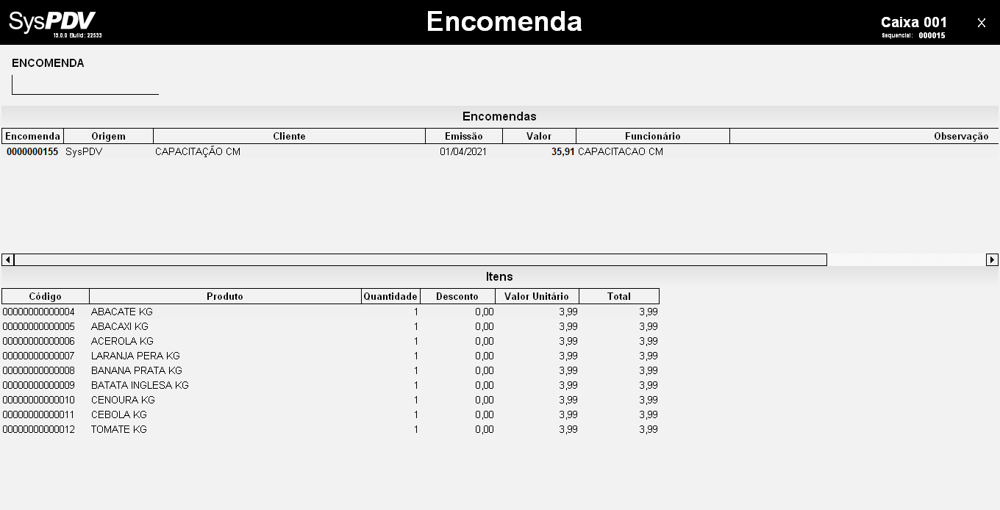 SysPDV Encomenda Caixa 001 X
19.0.0 Build: 22533 Sequencial: 000015
ENCOMENDA
Encomendas
Encomenda Origem Cliente Emissão Valor Funcionário Observação
0000000155 SysPDV CAPACITAÇÃO CM 01/04/2021 35,91 CAPACITACAO CM
Itens
Código Produto Quantidade Desconto Valor Unitário Total
00000000000004 ABACATE KG 1 0,00 3,99 3,99
00000000000005 ABACAXI KG 1 0,00 3,99 3,99
00000000000006 ACEROLA KG 1 0,00 3,99 3,99
00000000000007 LARANJA PERA KG 1 0,00 3,99 3,99
00000000000008 BANANA PRATA KG 1 0,00 3,99 3,99
00000000000009 BATATA INGLESA KG 1 0,00 3,99 3,99
00000000000010 CENOURA KG 1 0,00 3,99 3,99
00000000000011 CEBOLA KG 1 0,00 3,99 3,99
00000000000012 TOMATE KG 1 0,00 3,99 3,99